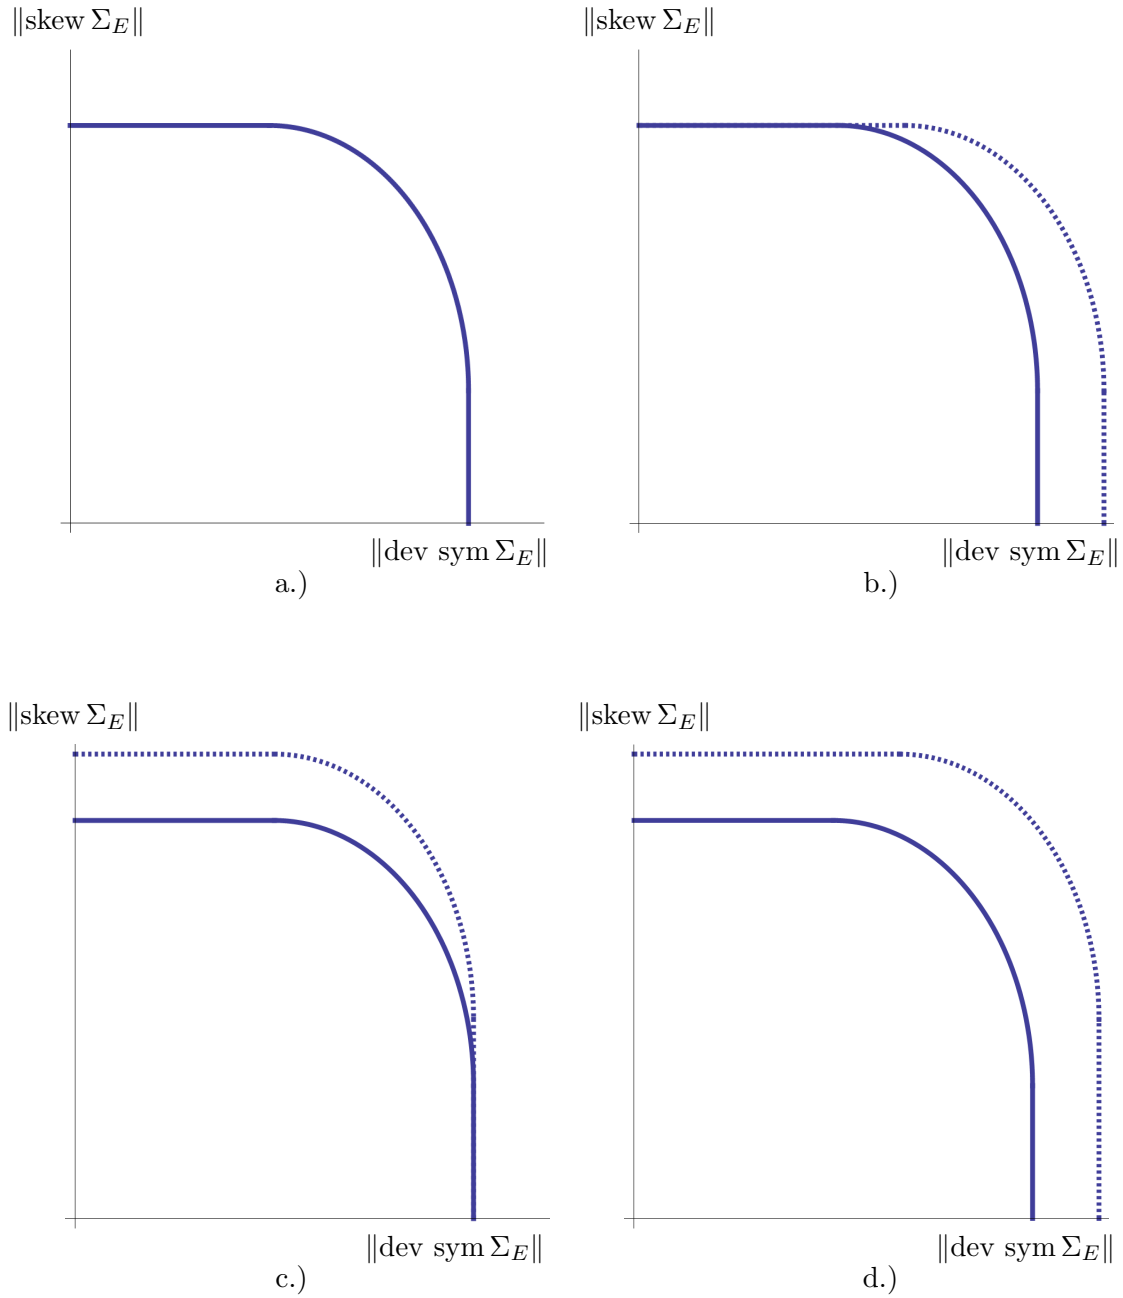 ‖skew Σ_E‖
‖dev sym Σ_E‖
a.)
‖skew Σ_E‖
‖dev sym Σ_E‖
b.)
‖skew Σ_E‖
‖dev sym Σ_E‖
c.)
‖skew Σ_E‖
‖dev sym Σ_E‖
d.)